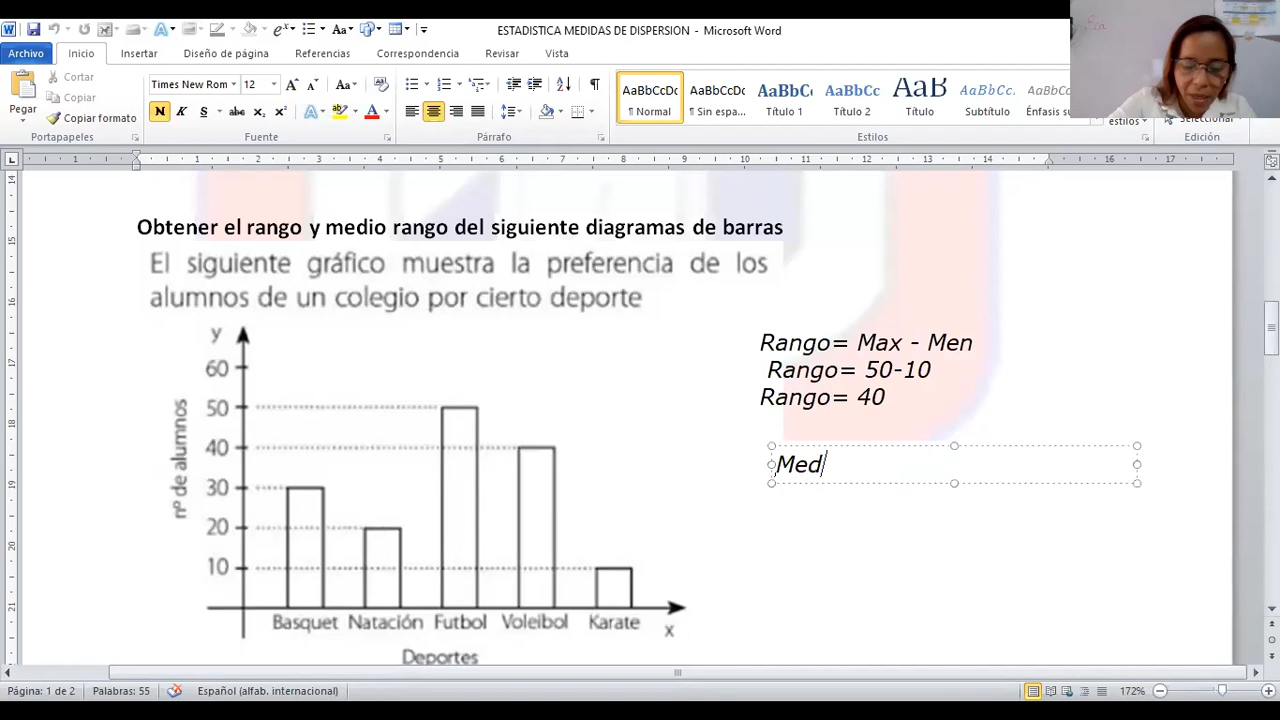 ESTADISTICA MEDIDAS DE DISPERSION - Microsoft Word
Archivo Inicio Insertar Diseño de página Referencias Correspondencia Revisar Vista
Pegar
Cortar
Copiar
Copiar formato
Portapapeles
Times New Rom 12
N K S abc x₂ x²
Fuente
Párrafo
AaBbCcDc AaBbCcDc AaBbC AaBbCc AaB AaBbCc. AaBbCcD
¶ Normal ¶ Sin espa... Título 1 Título 2 Título Subtítulo Énfasis su
estilos
Estilos
Seleccionar
Edición
Obtener el rango y medio rango del siguiente diagramas de barras
El siguiente gráfico muestra la preferencia de los
alumnos de un colegio por cierto deporte
y
60
50
40
30
20
10
nº de alumnos
Basquet Natación Futbol Voleibol Karate
x
Deportes
Rango= Max - Men
Rango= 50-10
Rango= 40
Med
Página: 1 de 2 Palabras: 55 Español (alfab. internacional) 172%